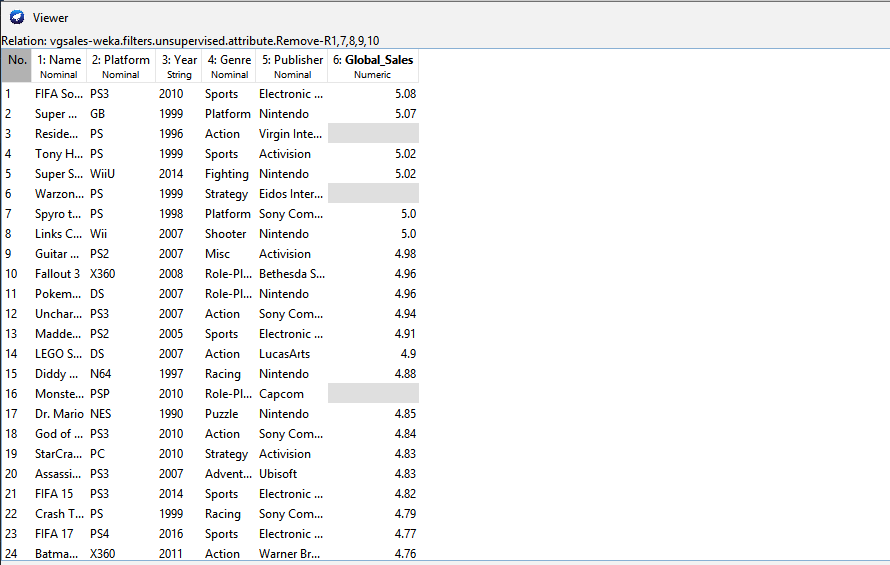 Viewer
Relation: vgsales-weka.filters.unsupervised.attribute.Remove-R1,7,8,9,10
No. 1: Name 2: Platform 3: Year 4: Genre 5: Publisher 6: Global_Sales
Nominal Nominal String Nominal Nominal Numeric
1 FIFA So... PS3 2010 Sports Electronic ... 5.08
2 Super ... GB 1999 Platform Nintendo 5.07
3 Reside... PS 1996 Action Virgin Inte...
4 Tony H... PS 1999 Sports Activision 5.02
5 Super S... WiiU 2014 Fighting Nintendo 5.02
6 Warzon... PS 1999 Strategy Eidos Inter...
7 Spyro t... PS 1998 Platform Sony Com... 5.0
8 Links C... Wii 2007 Shooter Nintendo 5.0
9 Guitar ... PS2 2007 Misc Activision 4.98
10 Fallout 3 X360 2008 Role-Pl... Bethesda S... 4.96
11 Pokem... DS 2007 Role-Pl... Nintendo 4.96
12 Unchar... PS3 2007 Action Sony Com... 4.94
13 Madde... PS2 2005 Sports Electronic ... 4.91
14 LEGO S... DS 2007 Action LucasArts 4.9
15 Diddy ... N64 1997 Racing Nintendo 4.88
16 Monste... PSP 2010 Role-Pl... Capcom
17 Dr. Mario NES 1990 Puzzle Nintendo 4.85
18 God of ... PS3 2010 Action Sony Com... 4.84
19 StarCra... PC 2010 Strategy Activision 4.83
20 Assassi... PS3 2007 Advent... Ubisoft 4.83
21 FIFA 15 PS3 2014 Sports Electronic ... 4.82
22 Crash T... PS 1999 Racing Sony Com... 4.79
23 FIFA 17 PS4 2016 Sports Electronic ... 4.77
24 Batma... X360 2011 Action Warner Br... 4.76